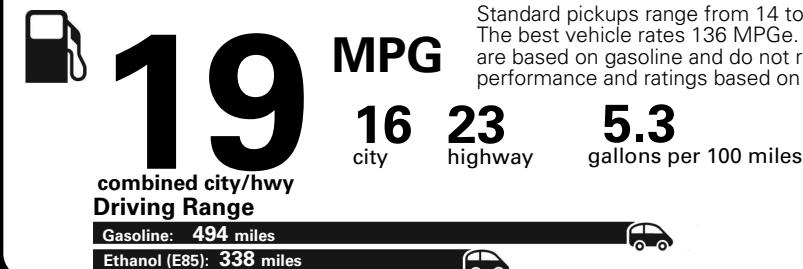 Standard pickups range from 14 to
The best vehicle rates 136 MPGe.
are based on gasoline and do not r
performance and ratings based on
19 MPG
16 23 5.3
city highway gallons per 100 miles
combined city/hwy
Driving Range
Gasoline: 494 miles
Ethanol (E85): 338 miles